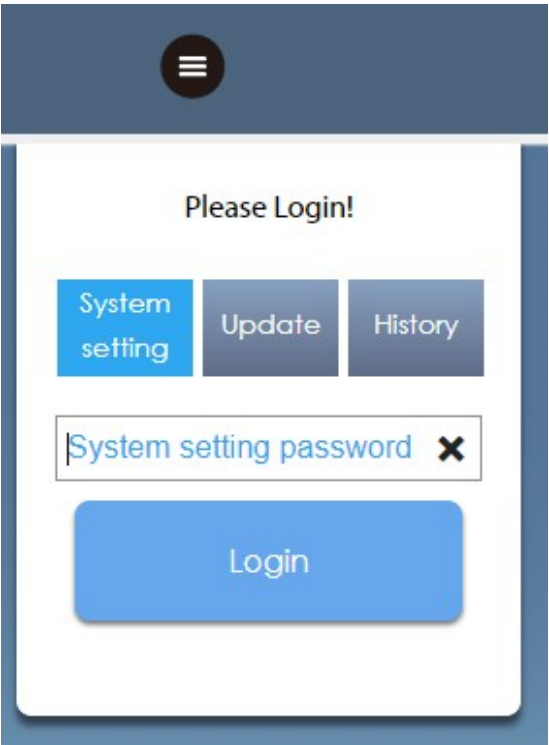 Please Login!
System
setting
Update
History
System setting password
Login